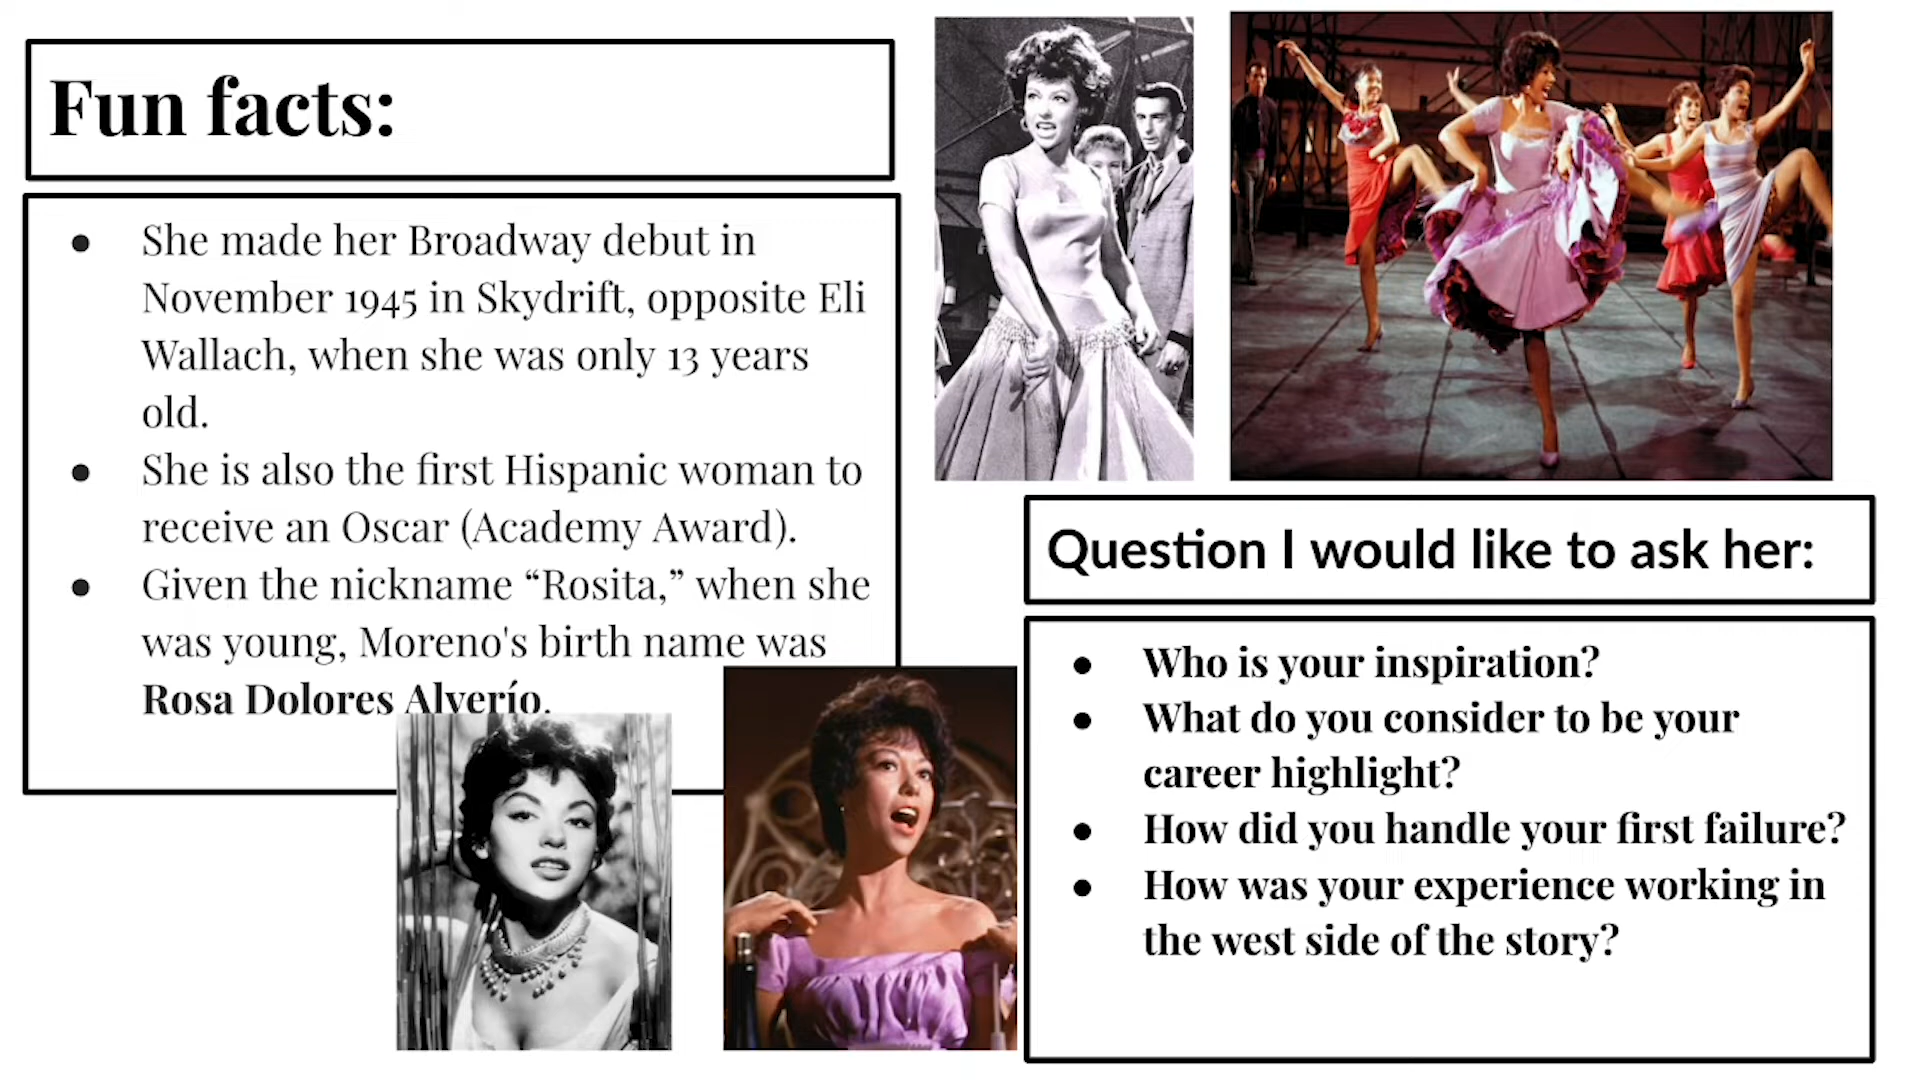 Fun facts:
● She made her Broadway debut in
November 1945 in Skydrift, opposite Eli
Wallach, when she was only 13 years
old.
● She is also the first Hispanic woman to
receive an Oscar (Academy Award).
● Given the nickname “Rosita,” when she
was young, Moreno's birth name was
Rosa Dolores Alverío.
Question I would like to ask her:
● Who is your inspiration?
● What do you consider to be your
career highlight?
● How did you handle your first failure?
● How was your experience working in
the west side of the story?